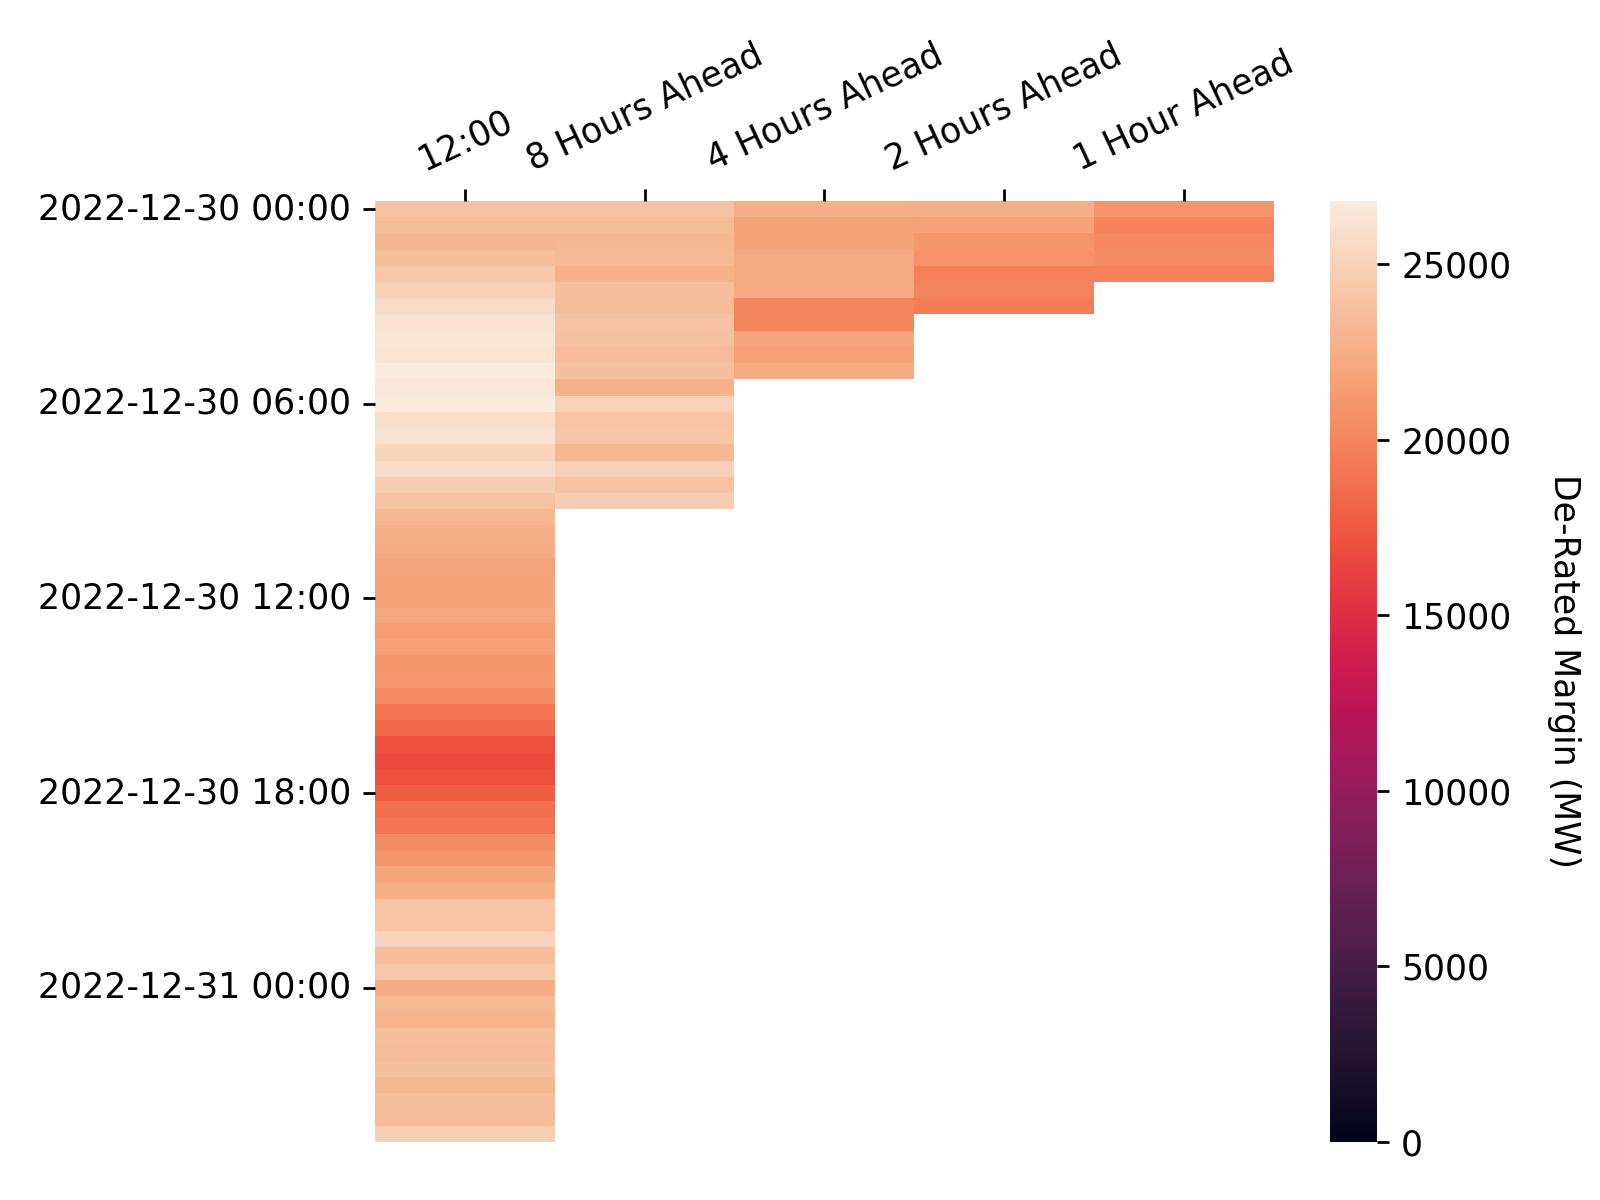 12:00
8 Hours Ahead
4 Hours Ahead
2 Hours Ahead
1 Hour Ahead
2022-12-30 00:00
2022-12-30 06:00
2022-12-30 12:00
2022-12-30 18:00
2022-12-31 00:00
25000
20000
15000
10000
5000
0
De-Rated Margin (MW)